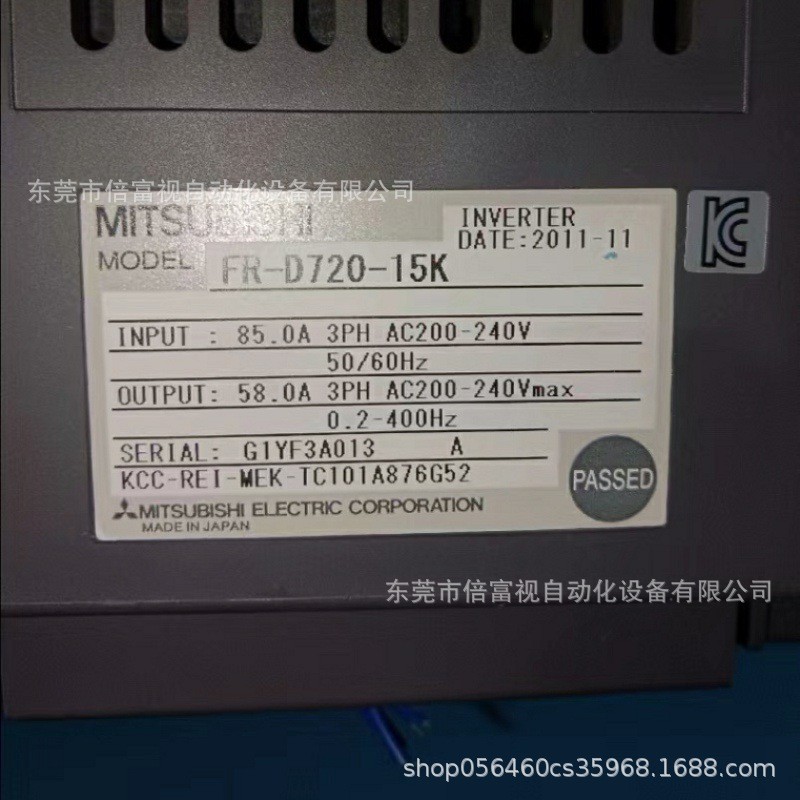 东莞市倍富视自动化设备有限公司
MITSUBISHI
INVERTER
DATE:2011-11
MODEL FR-D720-15K
INPUT : 85.0A 3PH AC200-240V
50/60Hz
OUTPUT: 58.0A 3PH AC200-240Vmax
0.2-400Hz
SERIAL: G1YF3A013 A
KCC-REI-MEK-TC101A876G52
PASSED
MITSUBISHI ELECTRIC CORPORATION
MADE IN JAPAN
东莞市倍富视自动化设备有限公司
shop056460cs35968.1688.com